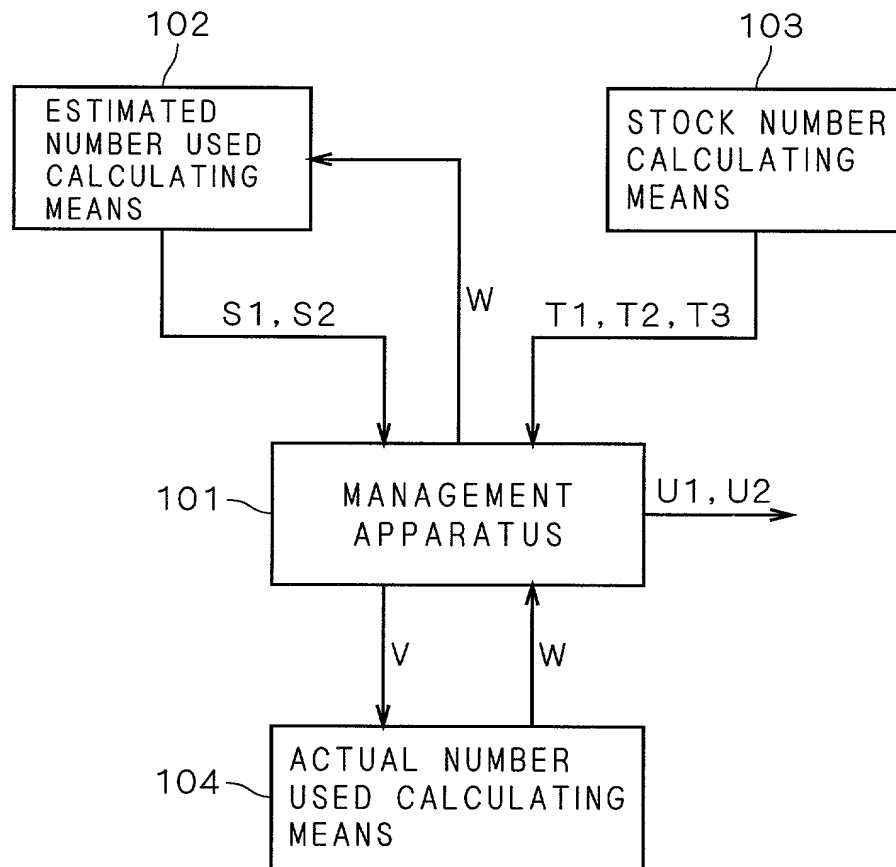 102
103
ESTIMATED
NUMBER USED
CALCULATING
MEANS
STOCK NUMBER
CALCULATING
MEANS
S1, S2
W
T1, T2, T3
101
MANAGEMENT
APPARATUS
U1, U2
V
W
104
ACTUAL NUMBER
USED CALCULATING
MEANS